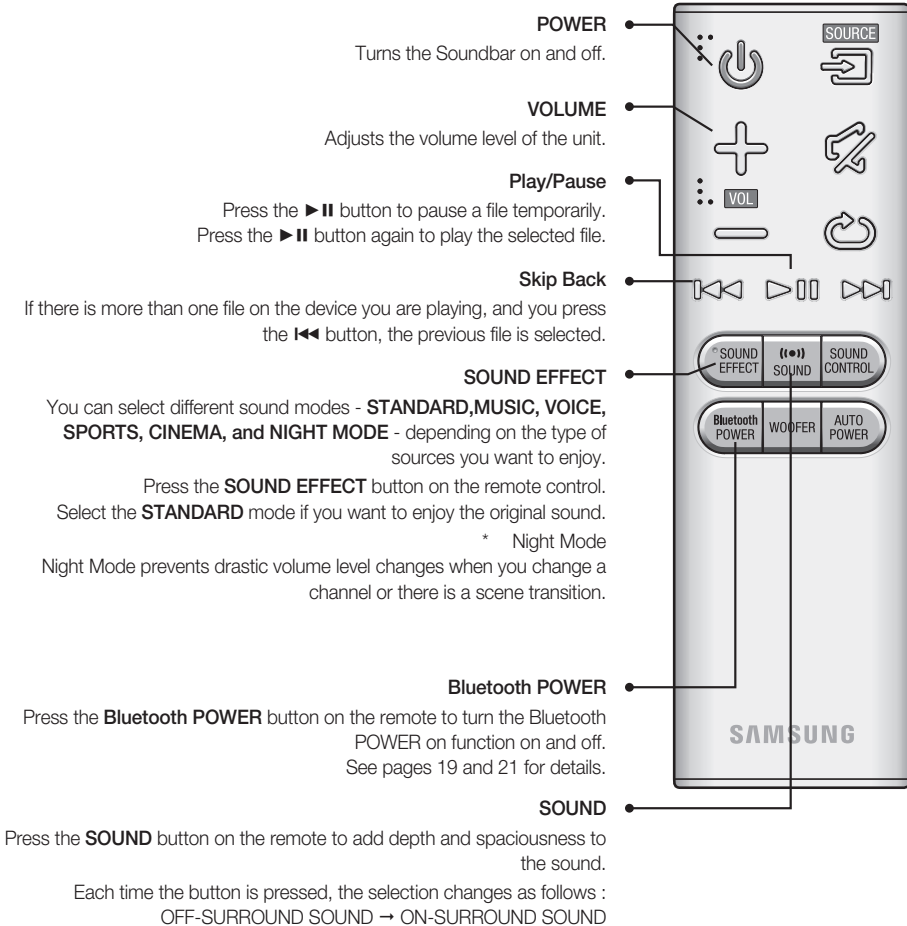 POWER
Turns the Soundbar on and off.
VOLUME
Adjusts the volume level of the unit.
Play/Pause
Press the ►II button to pause a file temporarily.
Press the ►II button again to play the selected file.
Skip Back
If there is more than one file on the device you are playing, and you press
the I◄◄ button, the previous file is selected.
SOUND EFFECT
You can select different sound modes - STANDARD,MUSIC, VOICE,
SPORTS, CINEMA, and NIGHT MODE - depending on the type of
sources you want to enjoy.
Press the SOUND EFFECT button on the remote control.
Select the STANDARD mode if you want to enjoy the original sound.
* Night Mode
Night Mode prevents drastic volume level changes when you change a
channel or there is a scene transition.
Bluetooth POWER
Press the Bluetooth POWER button on the remote to turn the Bluetooth
POWER on function on and off.
See pages 19 and 21 for details.
SOUND
Press the SOUND button on the remote to add depth and spaciousness to
the sound.
Each time the button is pressed, the selection changes as follows :
OFF-SURROUND SOUND → ON-SURROUND SOUND
SOURCE
VOL
SOUND
EFFECT
SOUND
SOUND
CONTROL
Bluetooth
POWER
WOOFER
AUTO
POWER
SAMSUNG